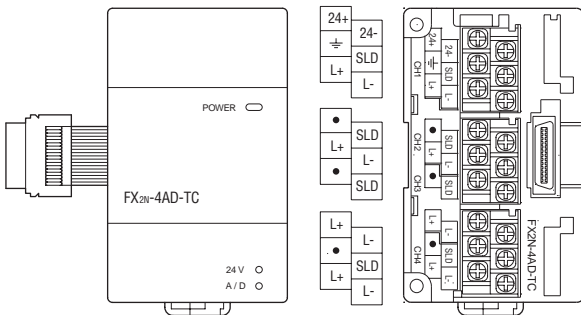 POWER
FX2N-4AD-TC
24 V
A / D
24+
24-
SLD
L+
L-
•
SLD
L+
L-
•
SLD
L+
L-
•
SLD
L+
L-
24+
24-
SLD
L+
L-
CH1
•
SLD
L+
L-
•
SLD
CH2
CH3
L+
L-
•
SLD
L+
L-
CH4
FX2N-4AD-TC